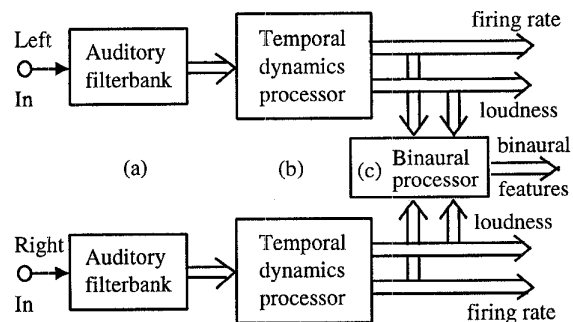 firing rate
Left
Auditory
filterbank
In
Temporal
dynamics
processor
loudness
(a)
(b)
(c) Binaural
processor
binaural
features
loudness
Right
Auditory
filterbank
In
Temporal
dynamics
processor
firing rate